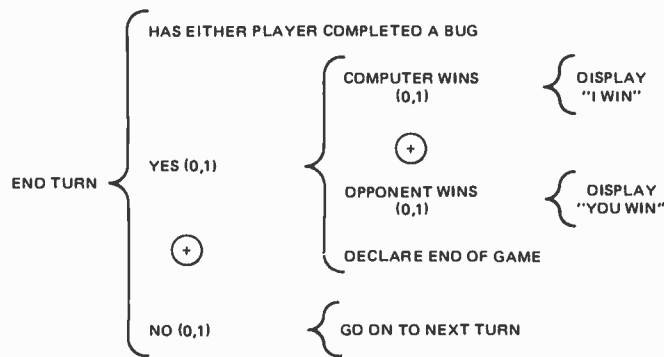 HAS EITHER PLAYER COMPLETED A BUG
COMPUTER WINS
(0,1)
DISPLAY
"I WIN"
+
END TURN
YES (0,1)
OPPONENT WINS
(0,1)
DISPLAY
"YOU WIN"
+
DECLARE END OF GAME
NO (0,1)
GO ON TO NEXT TURN